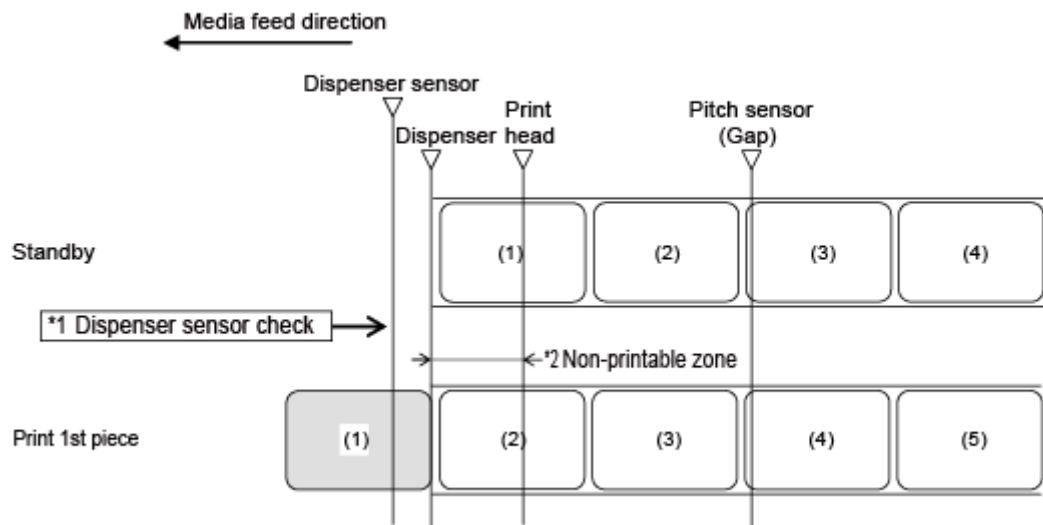 Media feed direction
Dispenser sensor
Print
Dispenser head
Pitch sensor
(Gap)
Standby
(1)
(2)
(3)
(4)
*1 Dispenser sensor check
*2 Non-printable zone
Print 1st piece
(1)
(2)
(3)
(4)
(5)